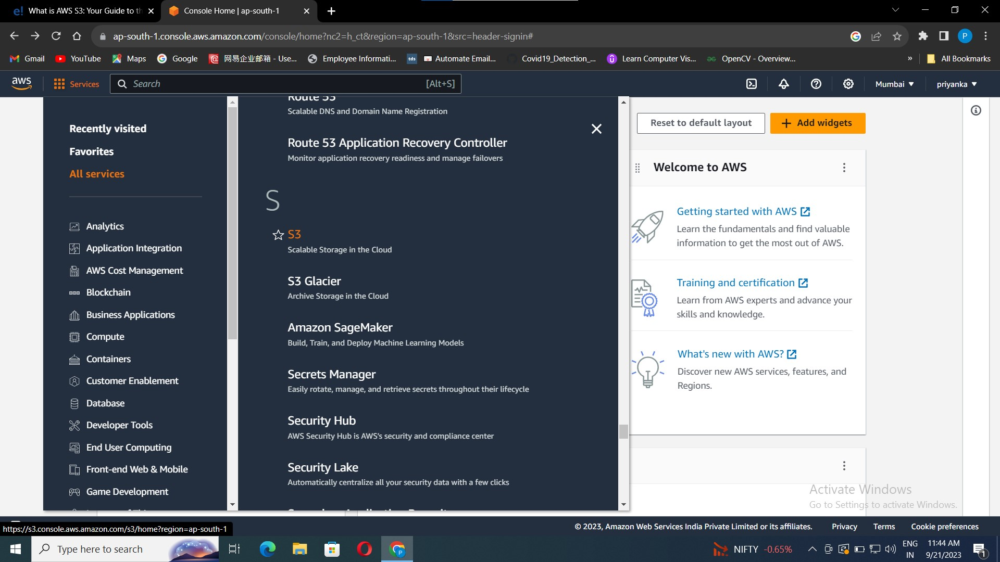 What is AWS S3: Your Guide to th
Console Home | ap-south-1
ap-south-1.console.aws.amazon.com/console/home?nc2=h_ct&region=ap-south-1&src=header-signin#
P
Gmail
YouTube
Maps
Google
网易企业邮箱 - Use...
Employee Informati...
tds
Automate Email...
Covid19_Detection_...
Learn Computer Vis...
OpenCV - Overview...
»
All Bookmarks
aws
Services
Search
[Alt+S]
Mumbai
priyanka
Recently visited
Favorites
All services
Analytics
Application Integration
AWS Cost Management
Blockchain
Business Applications
Compute
Containers
Customer Enablement
Database
Developer Tools
End User Computing
Front-end Web & Mobile
Game Development
Route 53
Scalable DNS and Domain Name Registration
Route 53 Application Recovery Controller
Monitor application recovery readiness and manage failovers
S
S3
Scalable Storage in the Cloud
S3 Glacier
Archive Storage in the Cloud
Amazon SageMaker
Build, Train, and Deploy Machine Learning Models
Secrets Manager
Easily rotate, manage, and retrieve secrets throughout their lifecycle
Security Hub
AWS Security Hub is AWS's security and compliance center
Security Lake
Automatically centralize all your security data with a few clicks
Reset to default layout
+ Add widgets
Welcome to AWS
Getting started with AWS
Learn the fundamentals and find valuable
information to get the most out of AWS.
Training and certification
Learn from AWS experts and advance your
skills and knowledge.
What's new with AWS?
Discover new AWS services, features, and
Regions.
Activate Windows
Go to Settings to activate Windows.
https://s3.console.aws.amazon.com/s3/home?region=ap-south-1
© 2023, Amazon Web Services India Private Limited or its affiliates.
Privacy
Terms
Cookie preferences
Type here to search
P
NIFTY -0.65%
ENG
IN
11:44 AM
9/21/2023
1